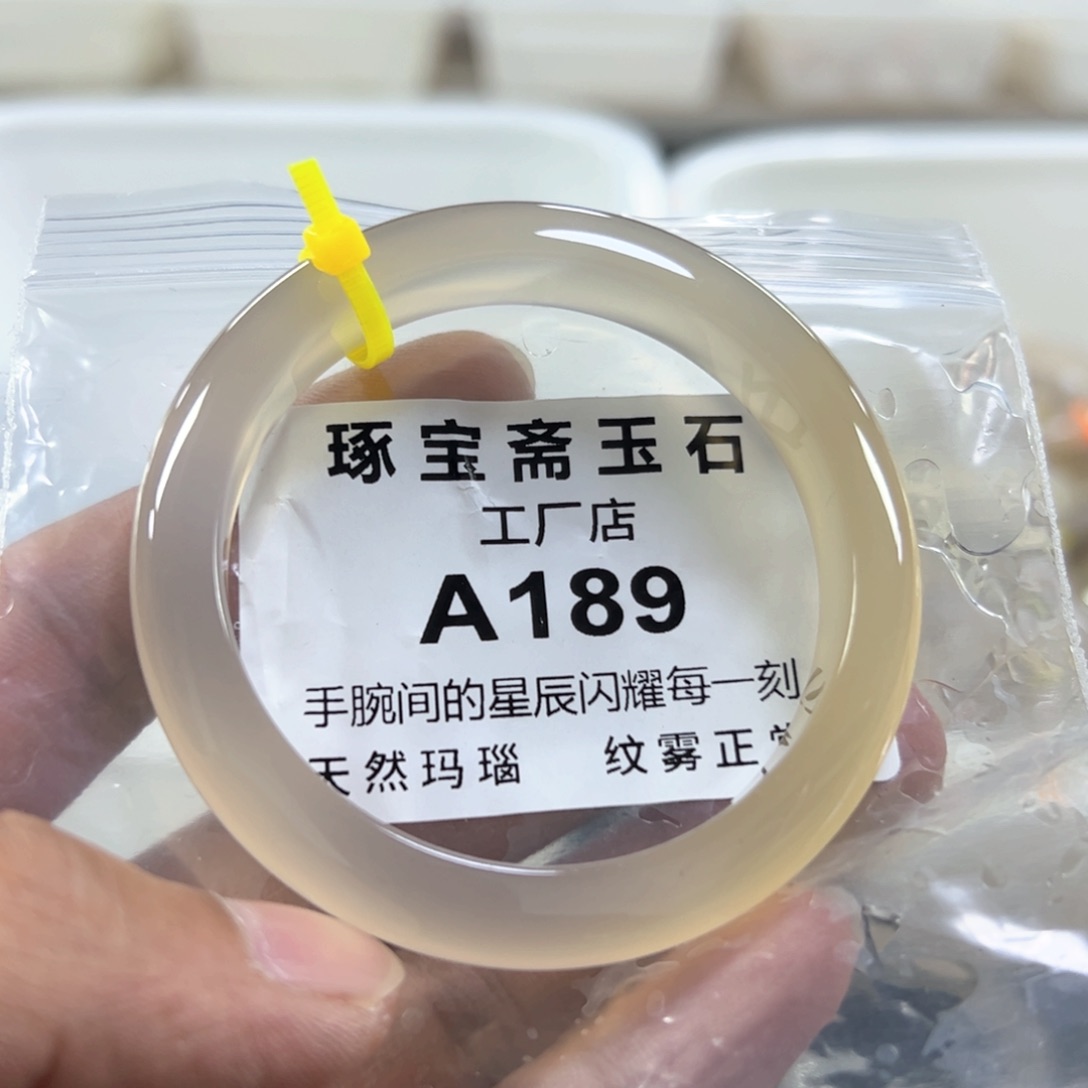 琢宝斋玉石
工厂店
A189
手腕间的星辰闪耀每一刻
天然玛瑙 纹雾正常